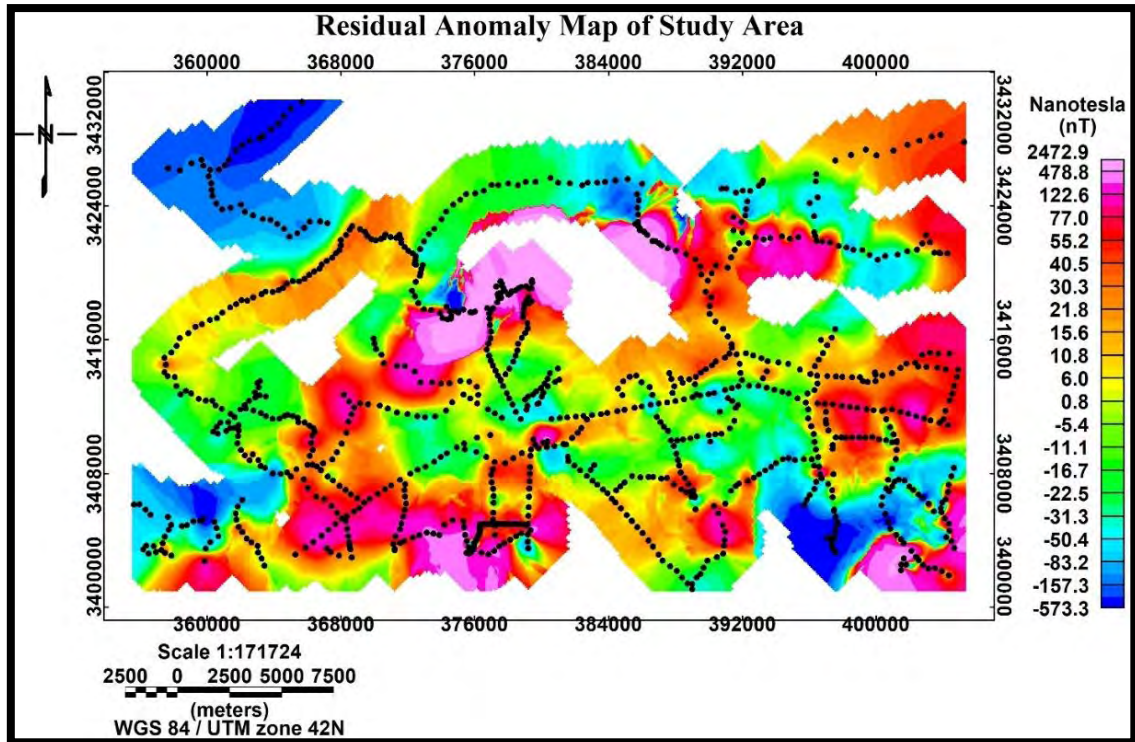 Residual Anomaly Map of Study Area
360000 368000 376000 384000 392000 400000
N
3432000 3424000 3416000 3408000 3400000
3432000 3424000 3416000 3408000 3400000
Nanotesla
(nT)
2472.9
478.8
122.6
77.0
55.2
40.5
30.3
21.8
15.6
10.8
6.0
0.8
-5.4
-11.1
-16.7
-22.5
-31.3
-54.4
-83.2
-157.3
-573.3
360000 368000 376000 384000 392000 400000
Scale 1:171724
2500 0 2500 5000 7500
(meters)
WGS 84 / UTM zone 42N